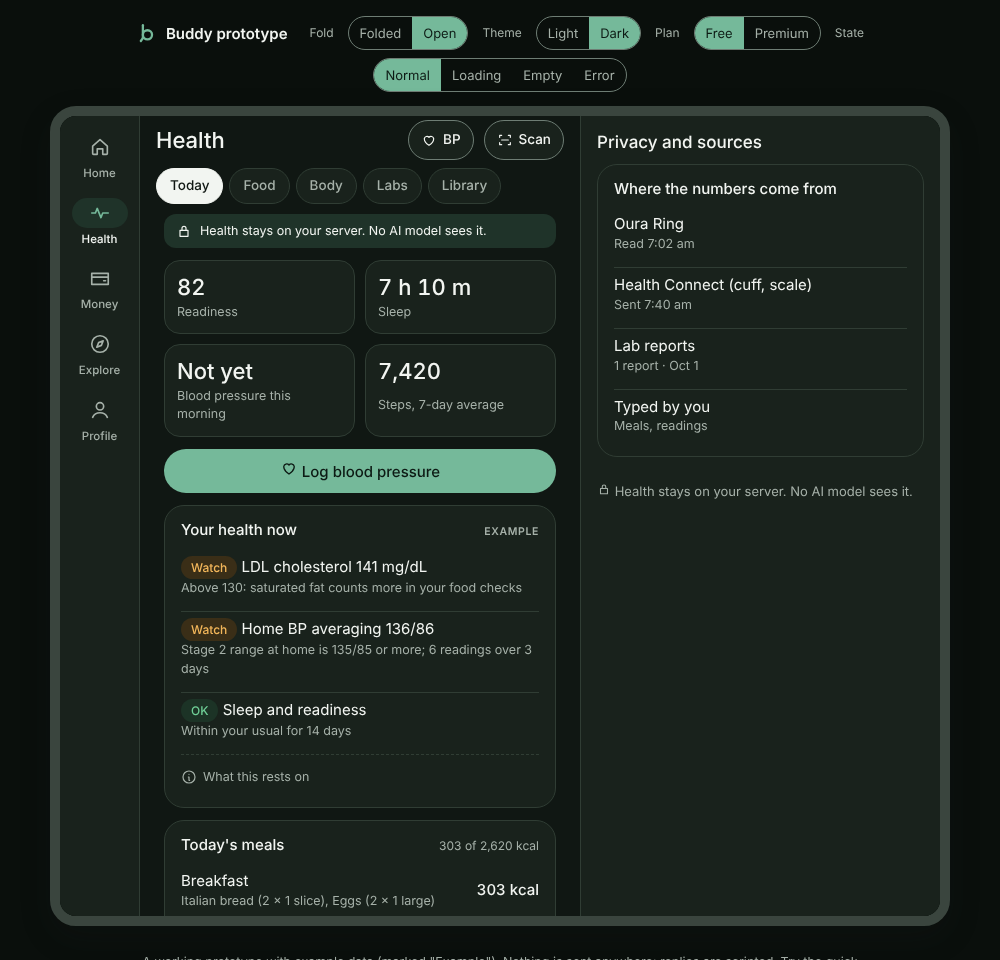 Buddy prototype
Fold
Folded
Open
Theme
Light
Dark
Plan
Free
Premium
State
Normal
Loading
Empty
Error
Home
Health
Money
Explore
Profile
Health
BP
Scan
Today
Food
Body
Labs
Library
Health stays on your server. No AI model sees it.
82
Readiness
7 h 10 m
Sleep
Not yet
Blood pressure this
morning
7,420
Steps, 7-day average
Log blood pressure
Your health now
EXAMPLE
Watch LDL cholesterol 141 mg/dL
Above 130: saturated fat counts more in your food checks
Watch Home BP averaging 136/86
Stage 2 range at home is 135/85 or more; 6 readings over 3
days
OK Sleep and readiness
Within your usual for 14 days
What this rests on
Today's meals
303 of 2,620 kcal
Breakfast
Italian bread (2 × 1 slice), Eggs (2 × 1 large)
303 kcal
Privacy and sources
Where the numbers come from
Oura Ring
Read 7:02 am
Health Connect (cuff, scale)
Sent 7:40 am
Lab reports
1 report · Oct 1
Typed by you
Meals, readings
Health stays on your server. No AI model sees it.